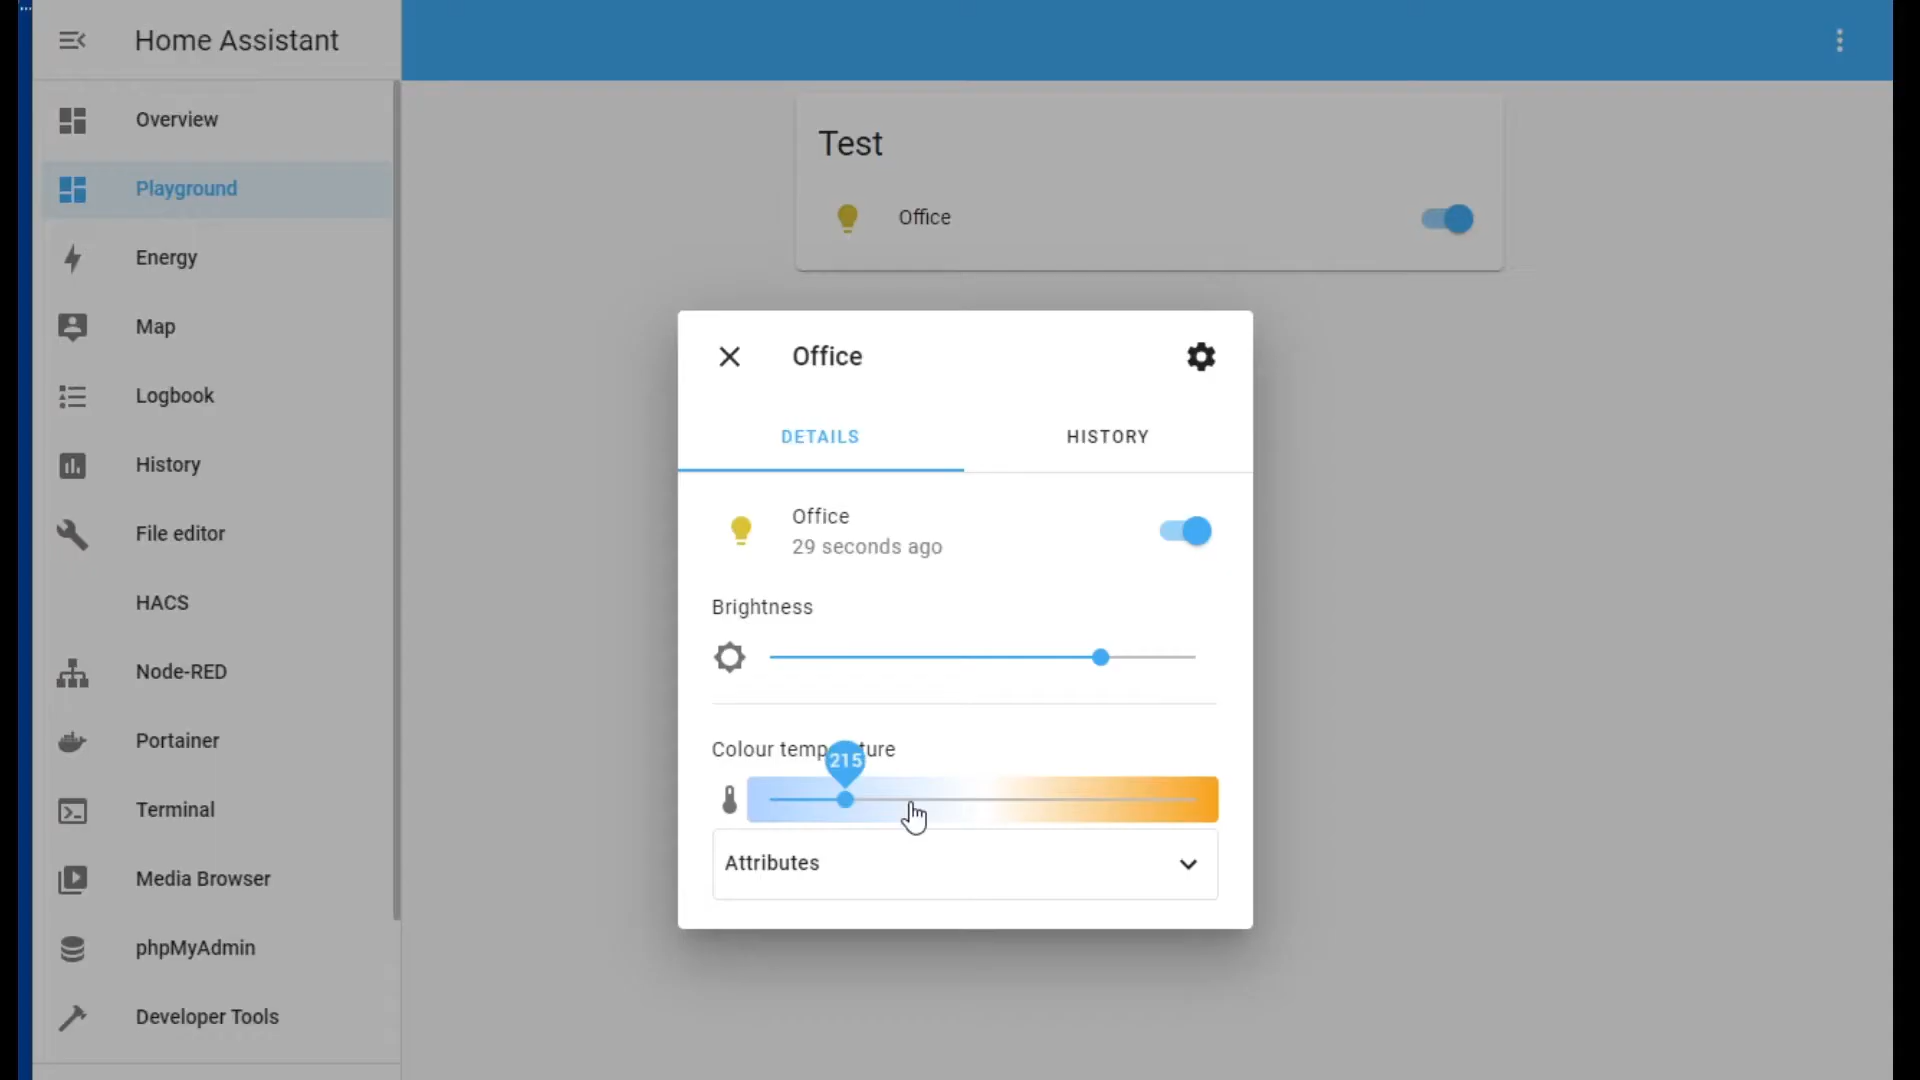 Home Assistant
Overview
Playground
Energy
Map
Logbook
History
File editor
HACS
Node-RED
Portainer
Terminal
Media Browser
phpMyAdmin
Developer Tools
Test
Office
Office
DETAILS
HISTORY
Office
29 seconds ago
Brightness
Colour temp ture
215
Attributes